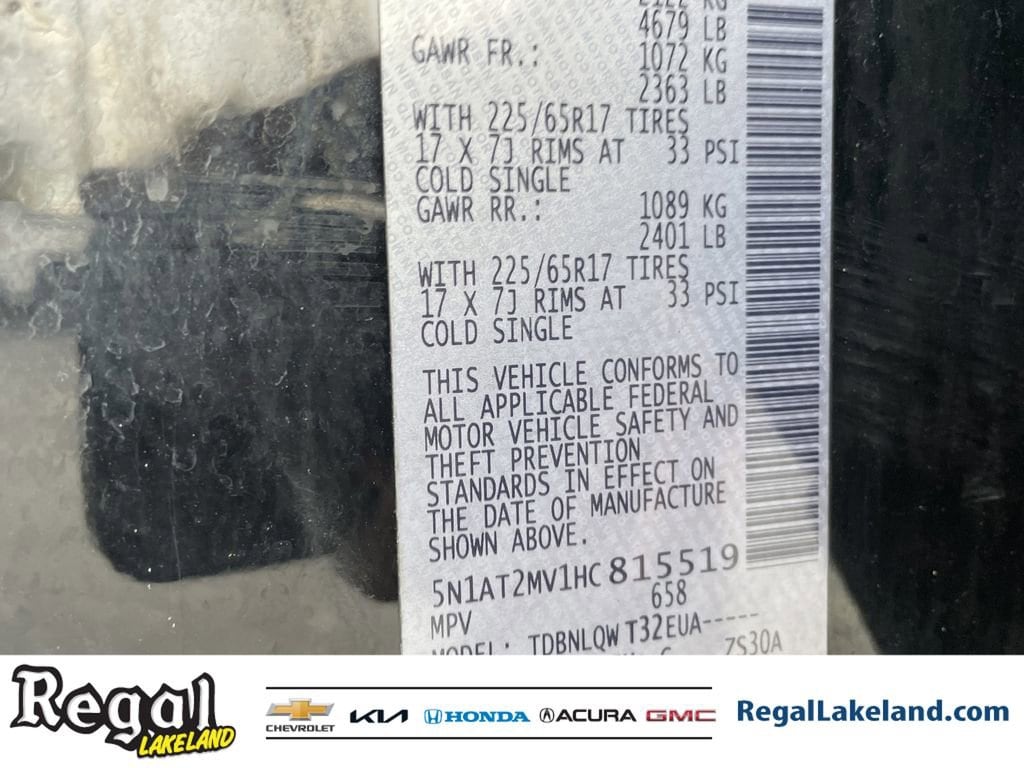 4679 LB
GAWR FR.: 1072 KG
2363 LB
WITH 225/65R17 TIRES
17 X 7J RIMS AT 33 PSI
COLD SINGLE
GAWR RR.: 1089 KG
2401 LB
WITH 225/65R17 TIRES
17 X 7J RIMS AT 33 PSI
COLD SINGLE
THIS VEHICLE CONFORMS TO
ALL APPLICABLE FEDERAL
MOTOR VEHICLE SAFETY AND
THEFT PREVENTION
STANDARDS IN EFFECT ON
THE DATE OF MANUFACTURE
SHOWN ABOVE.
5N1AT2MV1HC815519
658
MPV
MODEL: TDBNLQWT32EUA-----
ZS30A
Regal
LAKELAND
CHEVROLET KIA HONDA ACURA GMC
RegalLakeland.com